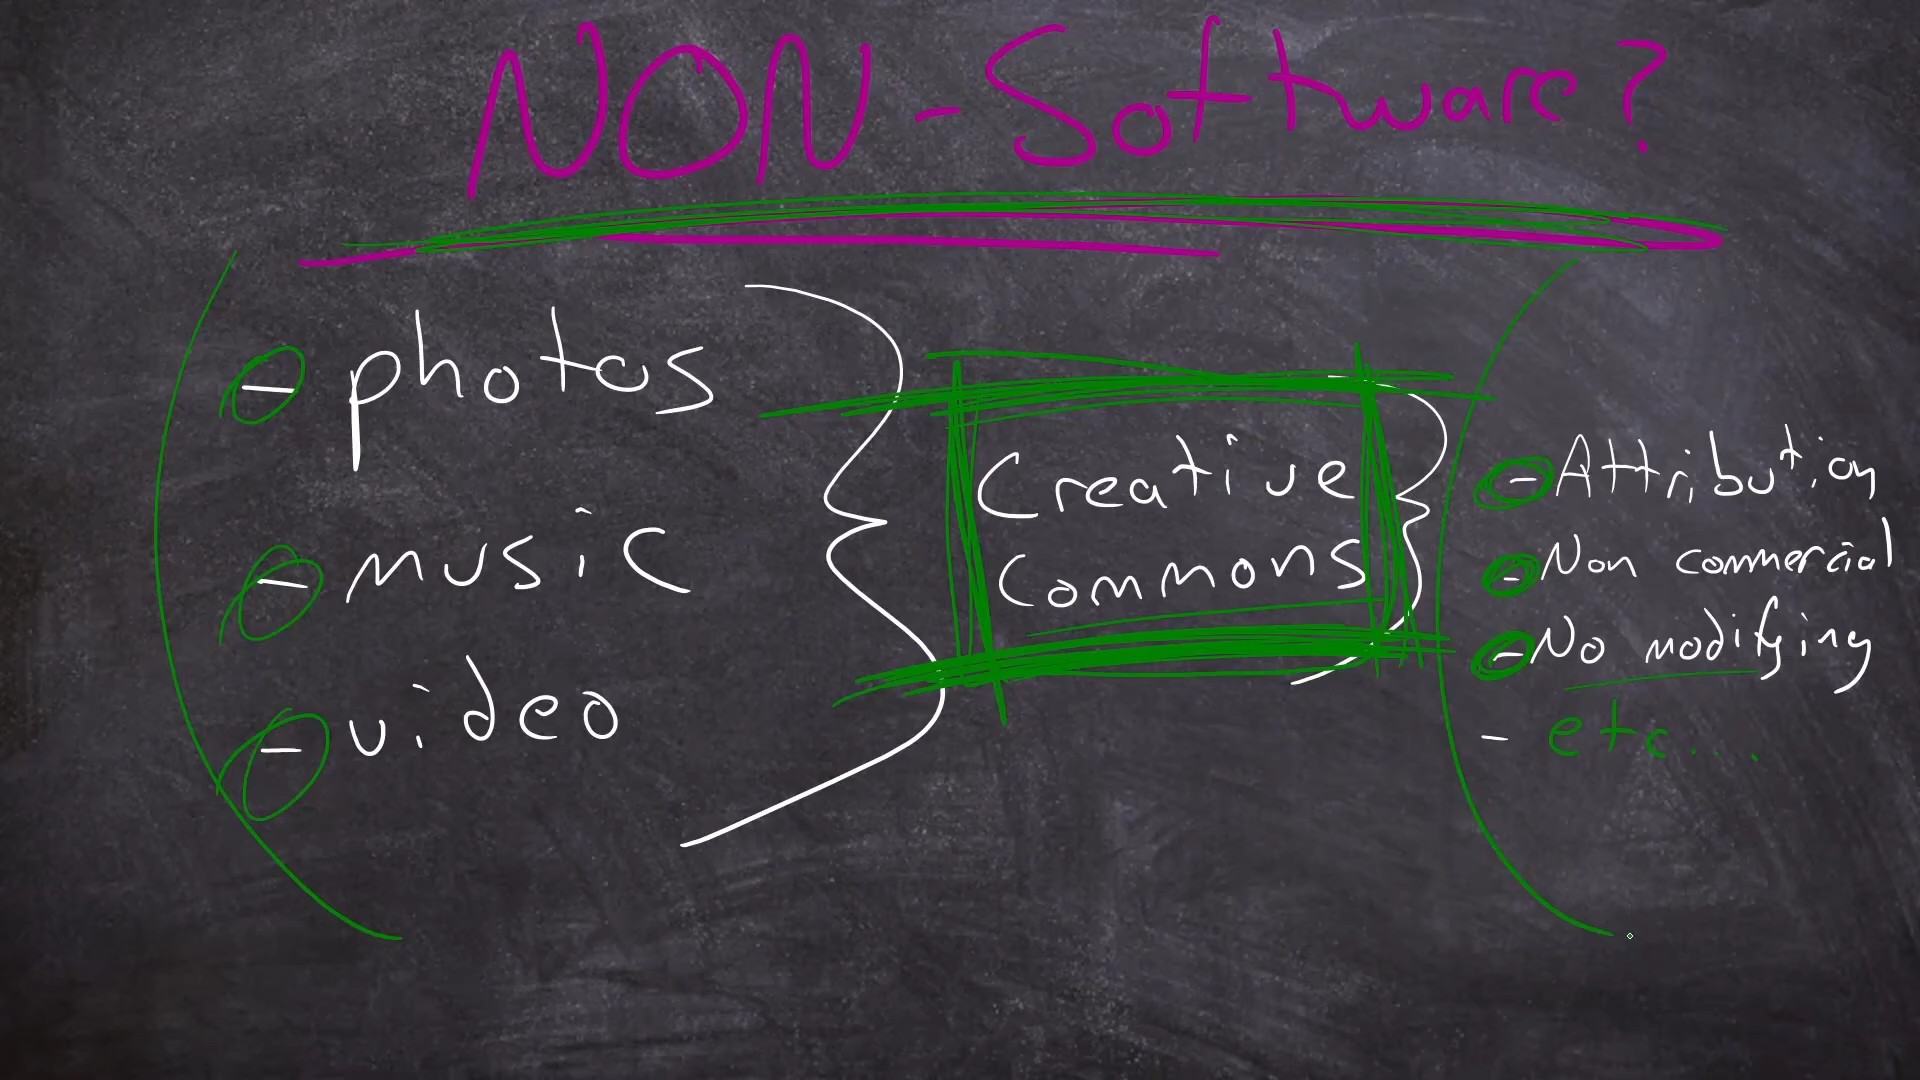 NON-Software?
- photos
- music
- video
Creative
Commons
- Attribution
- Non commercial
- No modifying
- etc...